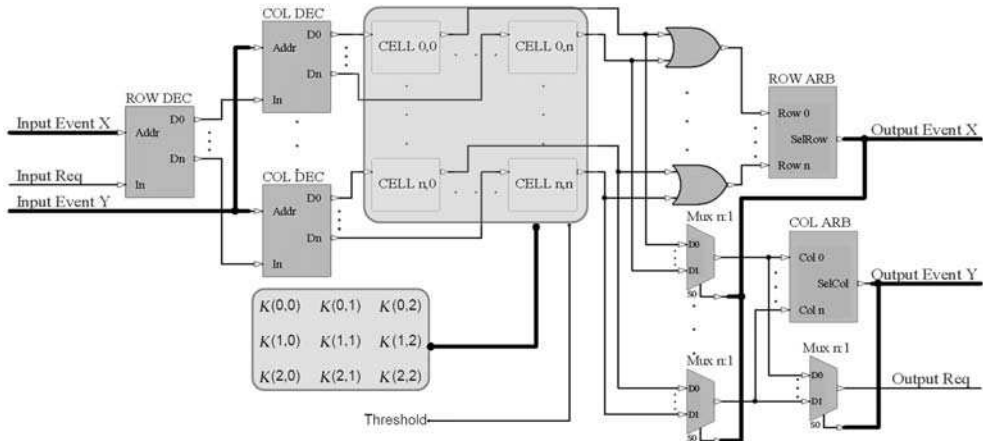 COL DEC
D0
Addr
Dn
In
CELL 0,0
CELL 0,n
ROW DEC
D0
Addr
Dn
In
Input Event X
Input Req
Input Event Y
COL DEC
D0
Addr
Dn
In
CELL n,0
CELL n,n
ROW ARB
Row 0
SelRow
Row n
Output Event X
Mux n:1
D0
D1
S0
COL ARB
Col 0
SelCol
Col n
Output Event Y
K(0,0) K(0,1) K(0,2)
K(1,0) K(1,1) K(1,2)
K(2,0) K(2,1) K(2,2)
Mux n:1
D0
D1
S0
Mux n:1
D0
D1
S0
Output Req
Threshold